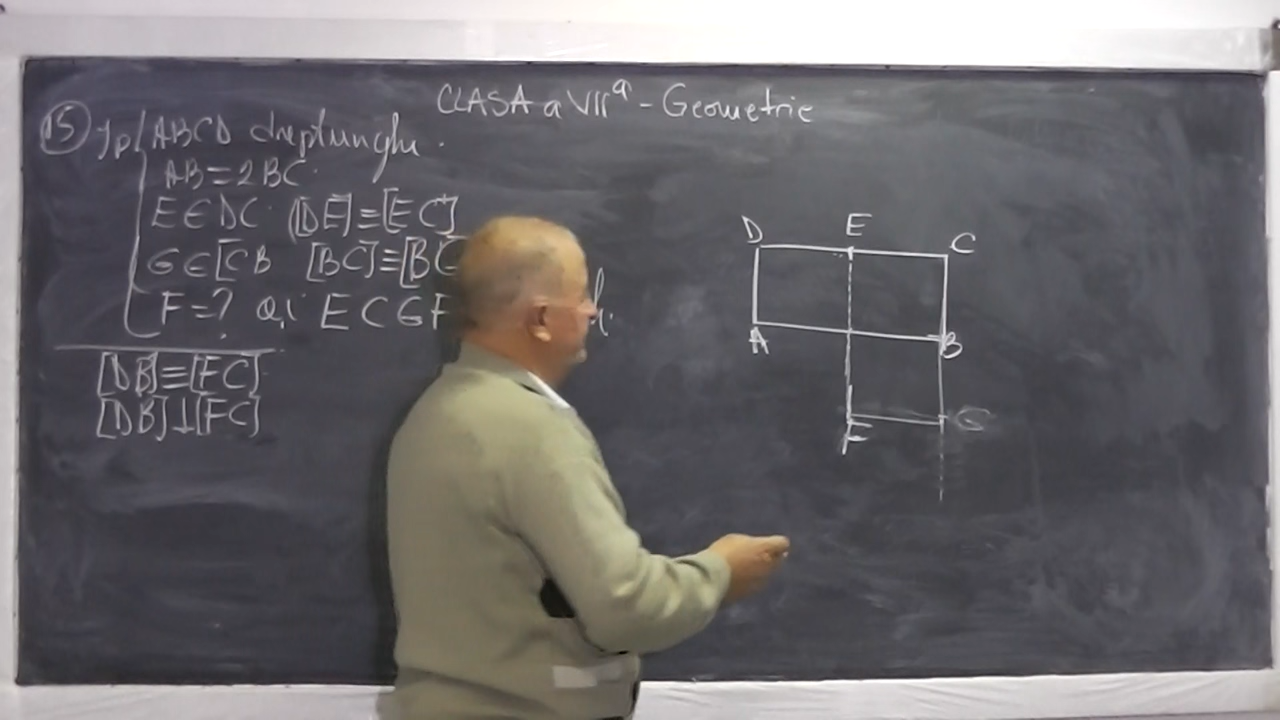 CLASA a VIIª - Geometrie
15 Ip ABCD dreptunghi.
AB=2BC
E∈DC [DE]≡[EC]
G∈[CB [BC]≡[BG
F=? a,î ECGF
[DB]≡[FC]
[DB]⊥[FC]
D E C
A B
F G